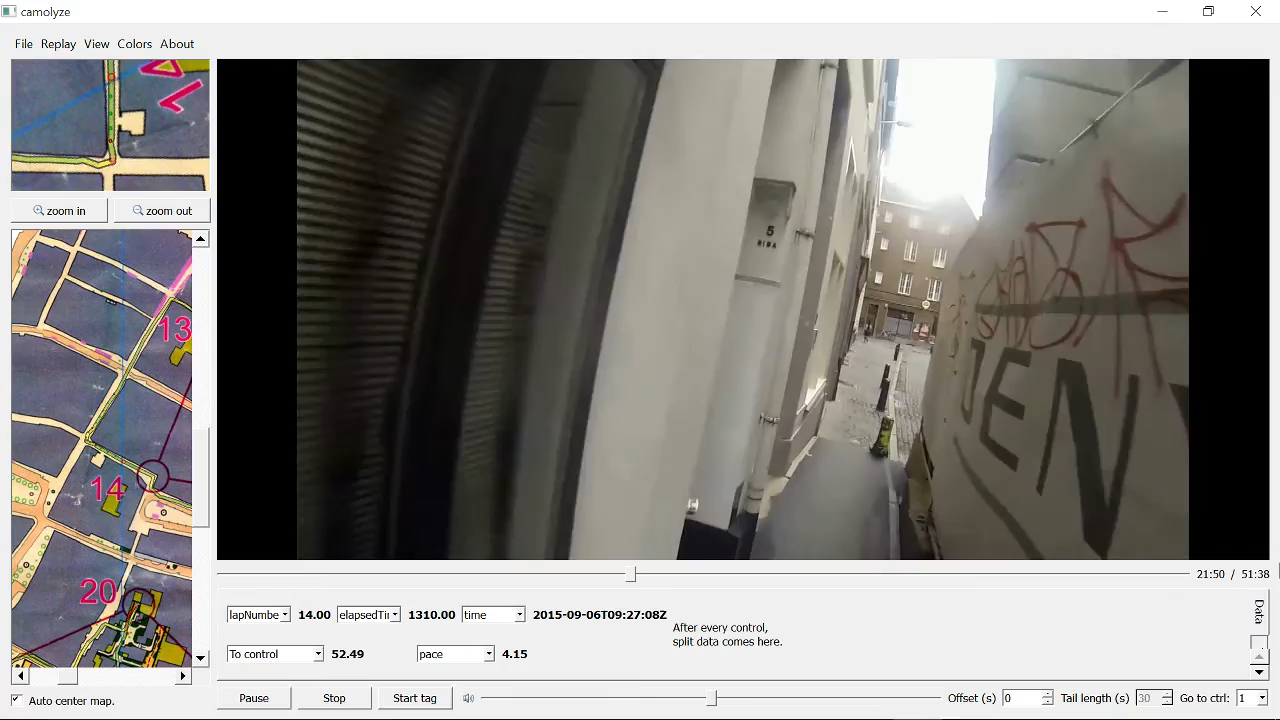 camolyze
File Replay View Colors About
zoom in zoom out
13
14
20
5
RIBA
DEN
21:50 / 51:38
lapNumbe 14.00 elapsedTi 1310.00 time 2015-09-06T09:27:08Z
After every control,
split data comes here.
To control 52.49 pace 4.15
Data
Auto center map.
Pause Stop Start tag Offset (s) 0 Tail length (s) 30 Go to ctrl: 1